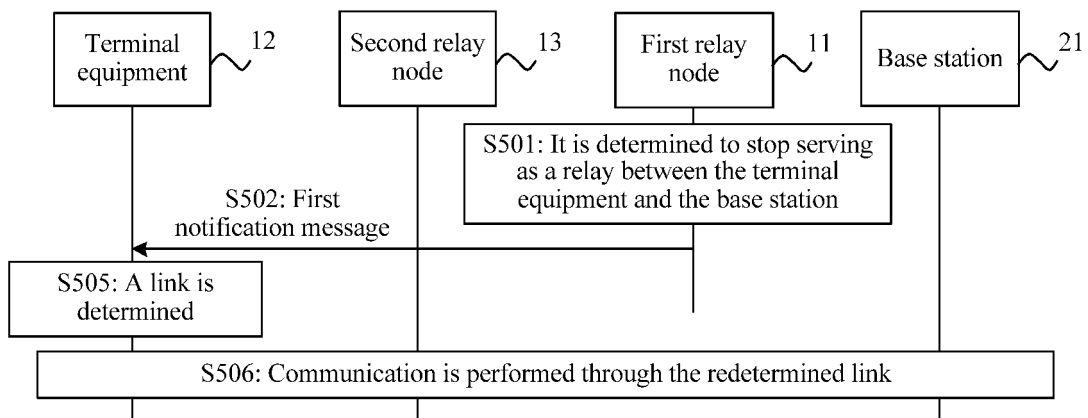 Terminal
equipment
12
Second relay
node
13
First relay
node
11
Base station
21
S501: It is determined to stop serving
as a relay between the terminal
equipment and the base station
S502: First
notification message
S505: A link is
determined
S506: Communication is performed through the redetermined link